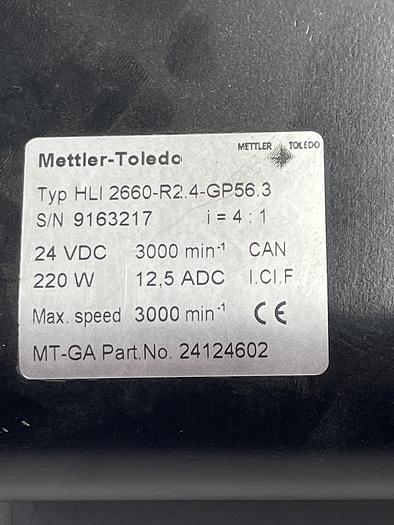 Mettler-Toledo METTLER TOLEDO
Typ HLI 2660-R2.4-GP56.3
S/N 9163217 i = 4 : 1
24 VDC 3000 min⁻¹ CAN
220 W 12,5 ADC I.Cl.F
Max. speed 3000 min⁻¹ CE
MT-GA Part.No. 24124602